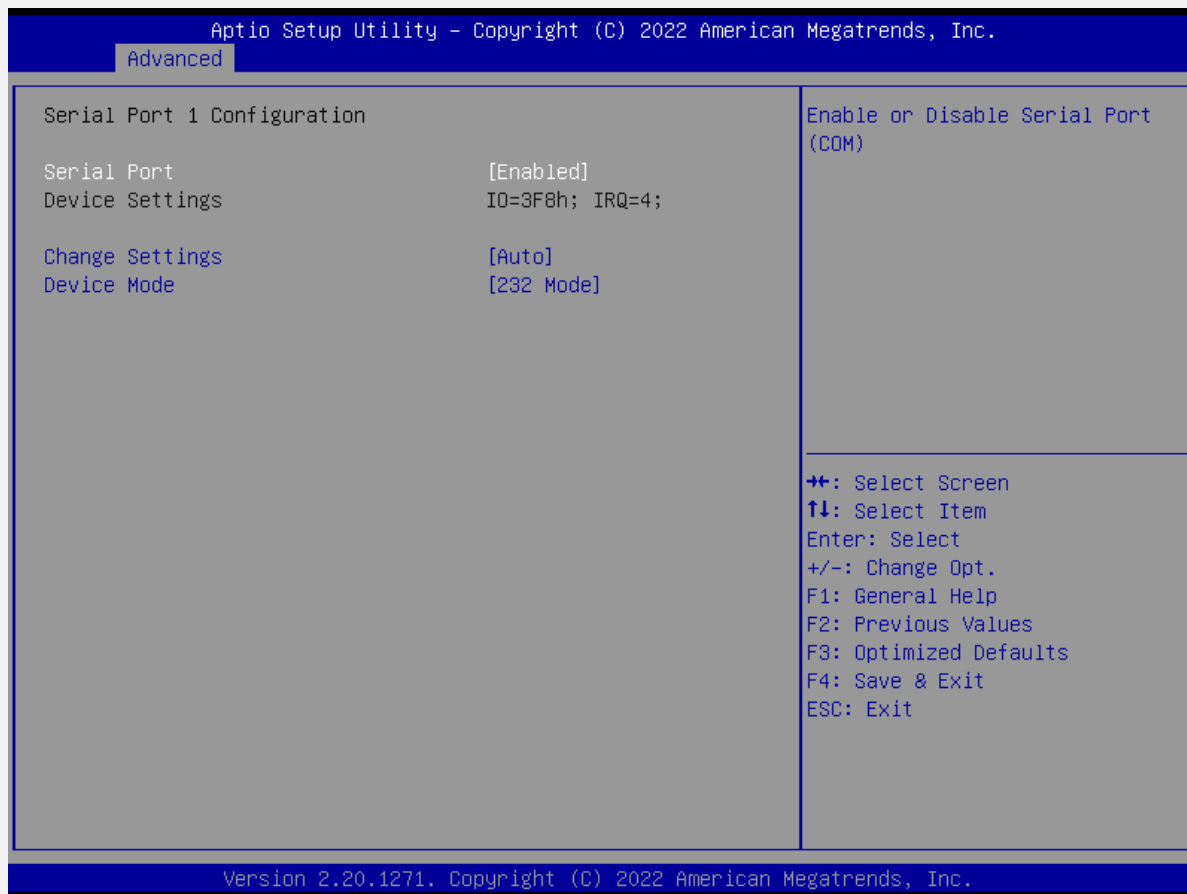 Aptio Setup Utility – Copyright (C) 2022 American Megatrends, Inc.
Advanced
Serial Port 1 Configuration
Serial Port [Enabled]
Device Settings IO=3F8h; IRQ=4;
Change Settings [Auto]
Device Mode [232 Mode]
Enable or Disable Serial Port
(COM)
→←: Select Screen
↑↓: Select Item
Enter: Select
+/-: Change Opt.
F1: General Help
F2: Previous Values
F3: Optimized Defaults
F4: Save & Exit
ESC: Exit
Version 2.20.1271. Copyright (C) 2022 American Megatrends, Inc.